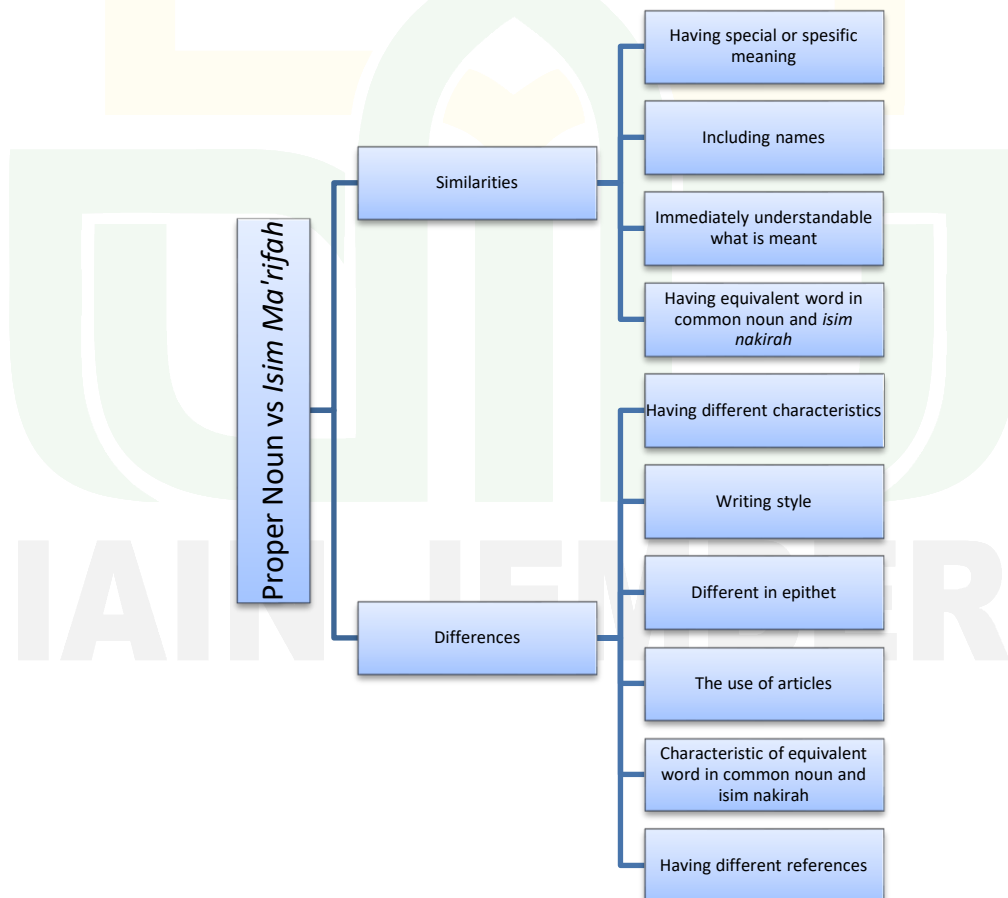 Proper Noun vs Isim Ma'rifah
Similarities
Having special or spesific
meaning
Including names
Immediately understandable
what is meant
Having equivalent word in
common noun and isim
nakirah
Differences
Having different characteristics
Writing style
Different in epithet
The use of articles
Characteristic of equivalent
word in common noun and
isim nakirah
Having different references
IAIN JEMBER